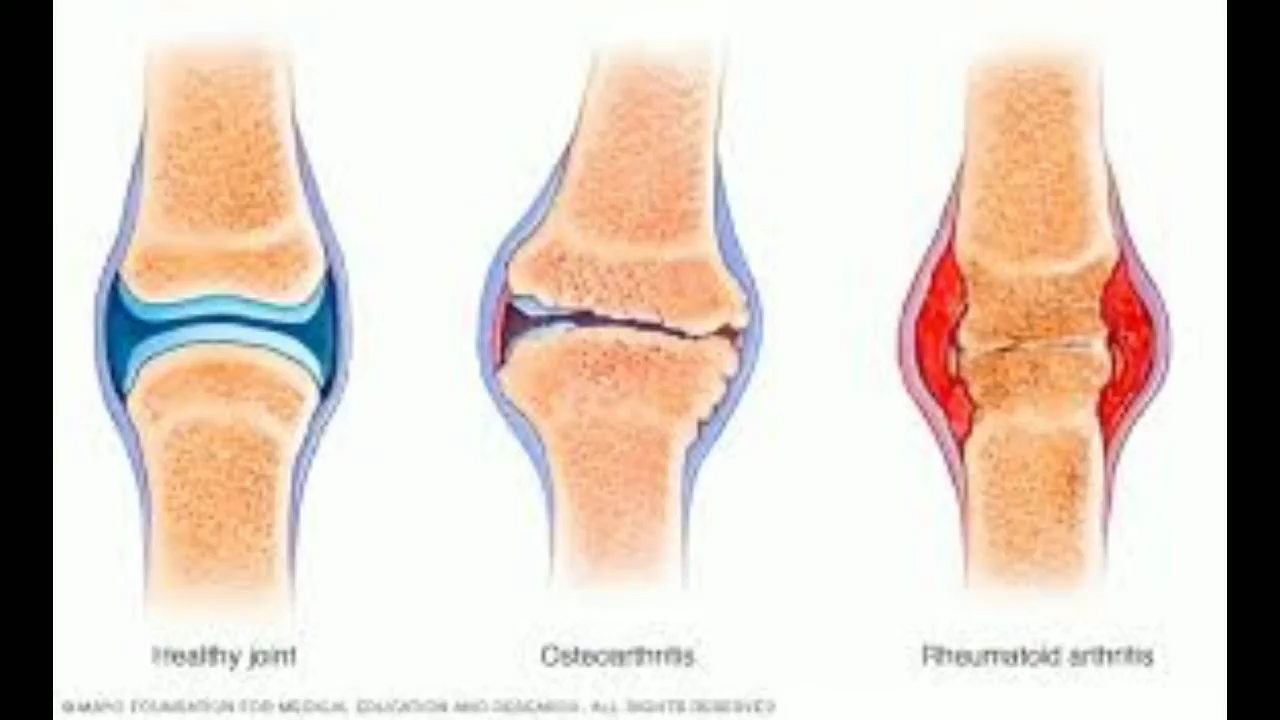 Healthy joint
Osteoarthritis
Rheumatoid arthritis
© MAYO FOUNDATION FOR MEDICAL EDUCATION AND RESEARCH. ALL RIGHTS RESERVED